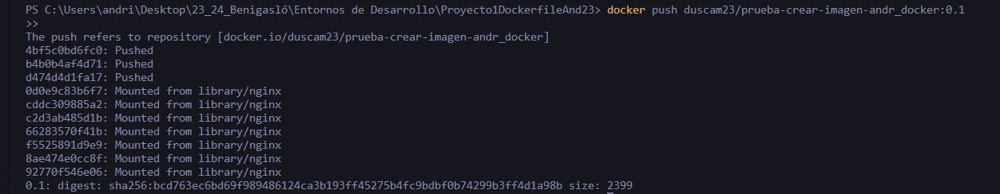 PS C:\Users\andri\Desktop\23_24_Benigasló\Entornos de Desarrollo\Proyecto1DockerfileAnd23> docker push duscam23/prueba-crear-imagen-andr_docker:0.1
>>
The push refers to repository [docker.io/duscam23/prueba-crear-imagen-andr_docker]
4bf5c0bd6fc0: Pushed
b4b0b4af4d71: Pushed
d474d4d1fa17: Pushed
0d0e9c83b6f7: Mounted from library/nginx
cddc309885a2: Mounted from library/nginx
c2d3ab485d1b: Mounted from library/nginx
66283570f41b: Mounted from library/nginx
f5525891d9e9: Mounted from library/nginx
8ae474e0cc8f: Mounted from library/nginx
92770f546e06: Mounted from library/nginx
0.1: digest: sha256:bcd763ec6bd69f989486124ca3b193ff45275b4fc9bdbf0b74299b3ff4d1a98b size: 2399